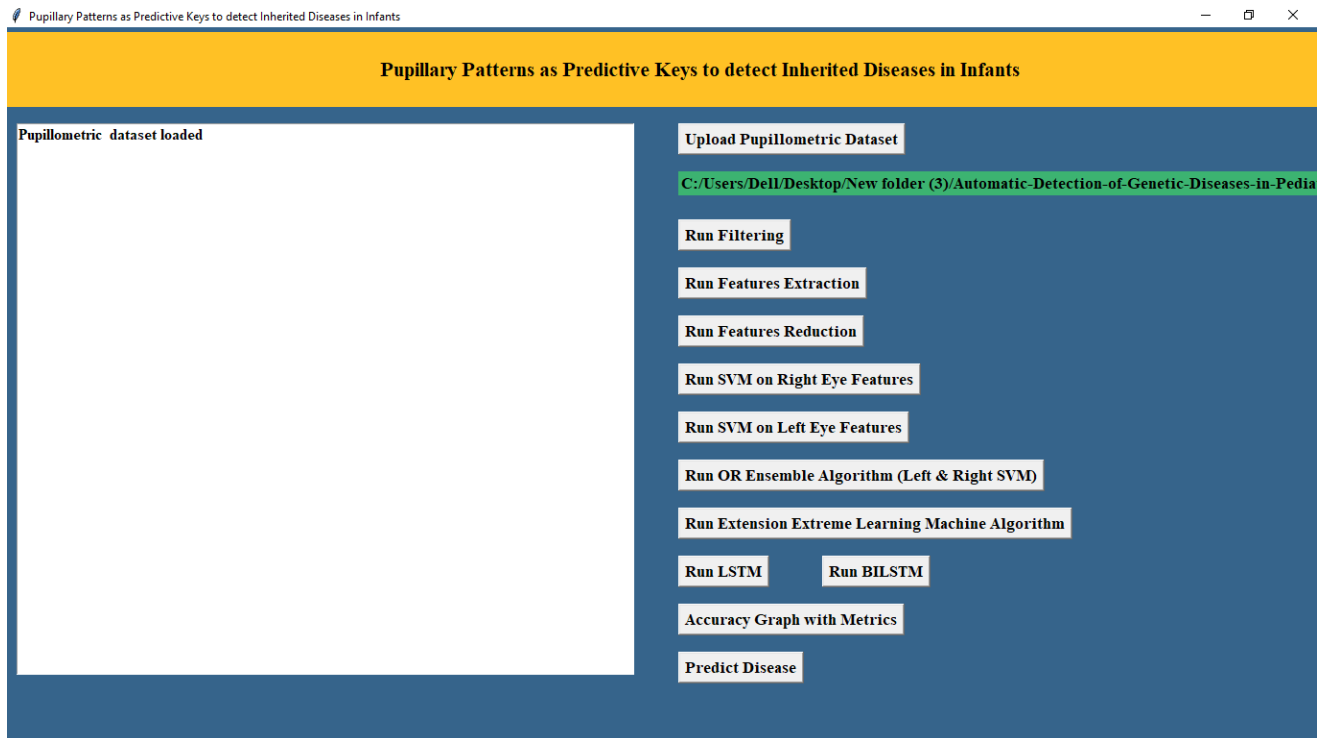 Pupillary Patterns as Predictive Keys to detect Inherited Diseases in Infants
Pupillary Patterns as Predictive Keys to detect Inherited Diseases in Infants
Pupillometric dataset loaded
Upload Pupillometric Dataset
C:/Users/Dell/Desktop/New folder (3)/Automatic-Detection-of-Genetic-Diseases-in-Pedia
Run Filtering
Run Features Extraction
Run Features Reduction
Run SVM on Right Eye Features
Run SVM on Left Eye Features
Run OR Ensemble Algorithm (Left & Right SVM)
Run Extension Extreme Learning Machine Algorithm
Run LSTM
Run BILSTM
Accuracy Graph with Metrics
Predict Disease